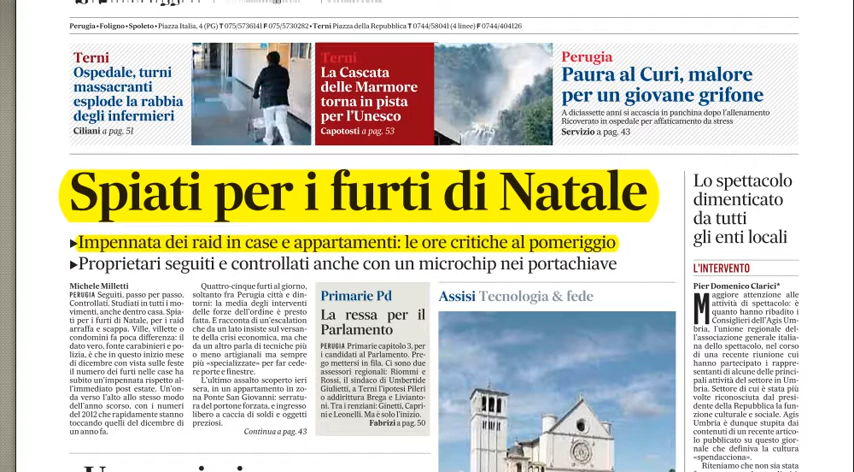 Perugia • Foligno • Spoleto • Piazza Italia, 4 (PG) T 075/5736141 F 075/5730282 • Terni Piazza della Repubblica T 0744/58041 (4 linee) F 0744/404126
Terni
Ospedale, turni
massacranti
esplode la rabbia
degli infermieri
Ciliani a pag. 51
Terni
La Cascata
delle Marmore
torna in pista
per l'Unesco
Capotosti a pag. 53
Perugia
Paura al Curi, malore
per un giovane grifone
A diciassette anni si accascia in panchina dopo l'allenamento
Ricoverato in ospedale per affaticamento da stress
Servizio a pag. 43
Spiati per i furti di Natale
▶Impennata dei raid in case e appartamenti: le ore critiche al pomeriggio
▶Proprietari seguiti e controllati anche con un microchip nei portachiave
Michele Milletti
PERUGIA Seguiti, passo per passo.
Controllati. Studiati in tutti i mo-
vimenti, anche dentro casa. Spia-
ti per i furti di Natale, per i raid
arraffa e scappa. Ville, villette o
condomini fa poca differenza: il
dato vero, fonte carabinieri e po-
lizia, è che in questo inizio mese
di dicembre con vista sulle feste
il numero di furti nelle case ha
subito un'impennata rispetto al-
l'immediato post estate. Un'on-
da verso l'alto allo stesso modo
dell'anno scorso, con i numeri
del 2012 che rapidamente stanno
toccando quelli del dicembre di
un anno fa.
Quattro-cinque furti al giorno,
soltanto fra Perugia città e din-
torni: la media degli interventi
delle forze dell'ordine è presto
fatta. E racconta di un'escalation
che da un lato insiste sul versan-
te della crisi economica, ma che
da un altro parla di tecniche più
o meno artigianali ma sempre
più «specializzate» per far cede-
re porte e finestre.
L'ultimo assalto scoperto ieri
sera, in un appartamento in zo-
na Ponte San Giovanni: serratu-
ra del portone forzata, e ingresso
libero a caccia di soldi e oggetti
preziosi.
Continua a pag. 43
Primarie Pd
La ressa per il
Parlamento
PERUGIA Primarie capitolo 3, per
i candidati al Parlamento. Pre-
go mettersi in fila. Ci sono due
assessori regionali: Riommi e
Rossi, il sindaco di Umbertide
Giulietti, a Terni l'ipotesi Pileri
o addirittura Brega e Livianto-
ni. Tra i renziani: Ginetti, Capri-
ni e Leonelli. Ma è solo l'inizio.
Fabrizi a pag. 50
Assisi Tecnologia & fede
Lo spettacolo
dimenticato
da tutti
gli enti locali
L'INTERVENTO
Pier Domenico Clarici*
Maggiore attenzione alle
attività di spettacolo: è
quanto hanno ribadito i
Consiglieri dell'Agis Um-
bria, l'unione regionale del-
l'associazione generale italia-
na dello spettacolo, nel corso
di una recente riunione cui
hanno partecipato i rappre-
sentanti di alcune delle princi-
pali attività del settore in Um-
bria. Settore di cui è stata più
volte riconosciuta dal presi-
dente della Repubblica la fun-
zione culturale e sociale. Agis
Umbria è dunque stupita dai
contenuti di un recente artico-
lo pubblicato su questo gior-
nale che definiva la cultura
«spendacciona».
Riteniamo che non sia stata